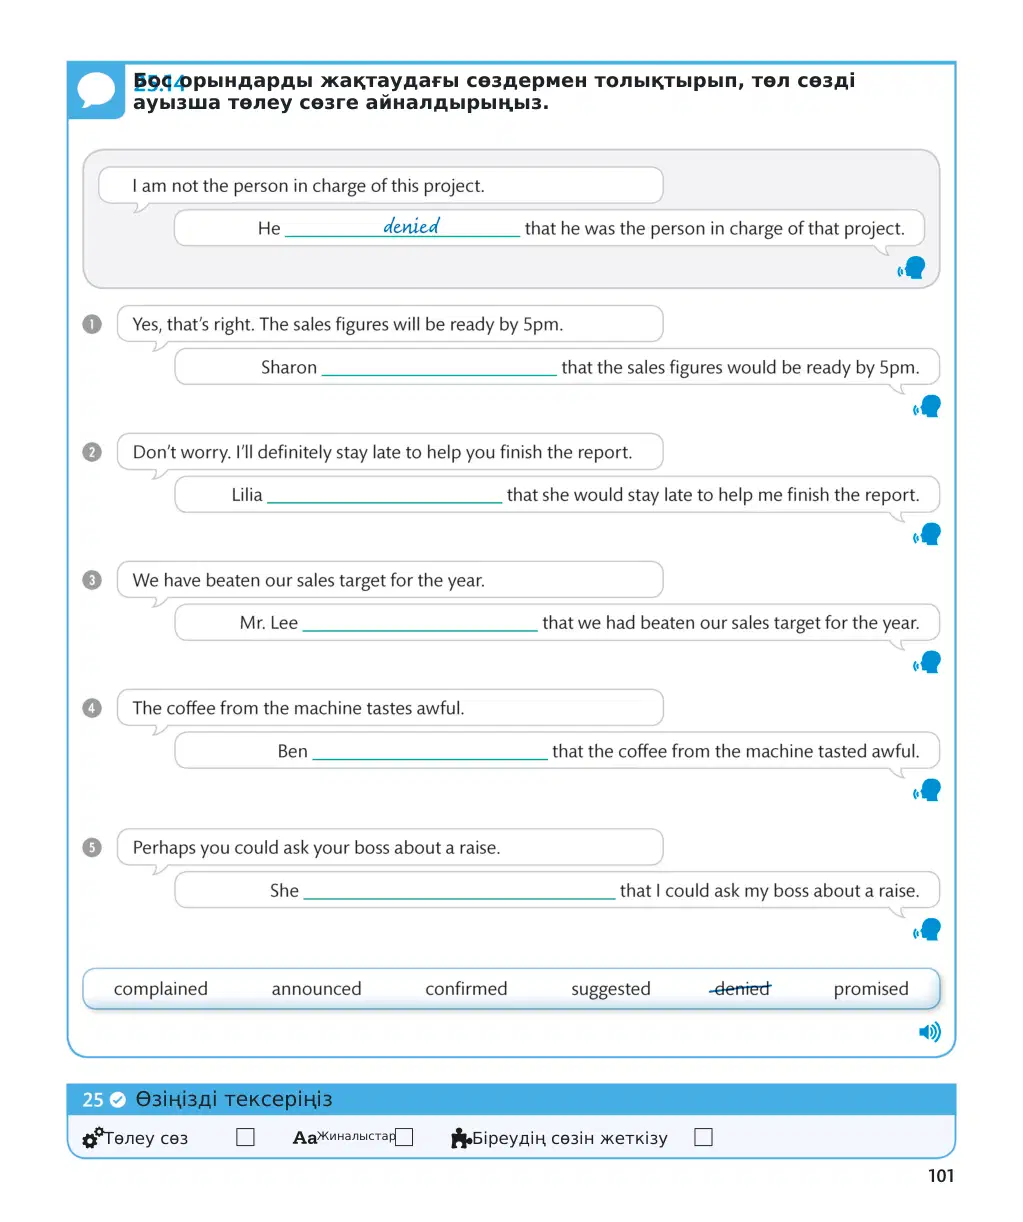 25.14 Бос орындарды жақтаудағы сөздермен толықтырып, төл сөзді
ауызша төлеу сөзге айналдырыңыз.
I am not the person in charge of this project.
He denied that he was the person in charge of that project.
1 Yes, that’s right. The sales figures will be ready by 5pm.
Sharon ____ that the sales figures would be ready by 5pm.
2 Don’t worry. I’ll definitely stay late to help you finish the report.
Lilia ____ that she would stay late to help me finish the report.
3 We have beaten our sales target for the year.
Mr. Lee ____ that we had beaten our sales target for the year.
4 The coffee from the machine tastes awful.
Ben ____ that the coffee from the machine tasted awful.
5 Perhaps you could ask your boss about a raise.
She ____ that I could ask my boss about a raise.
complained announced confirmed suggested denied promised
25 Өзіңізді тексеріңіз
Төлеу сөз Aa Жиналыстар Біреудің сөзін жеткізу
101